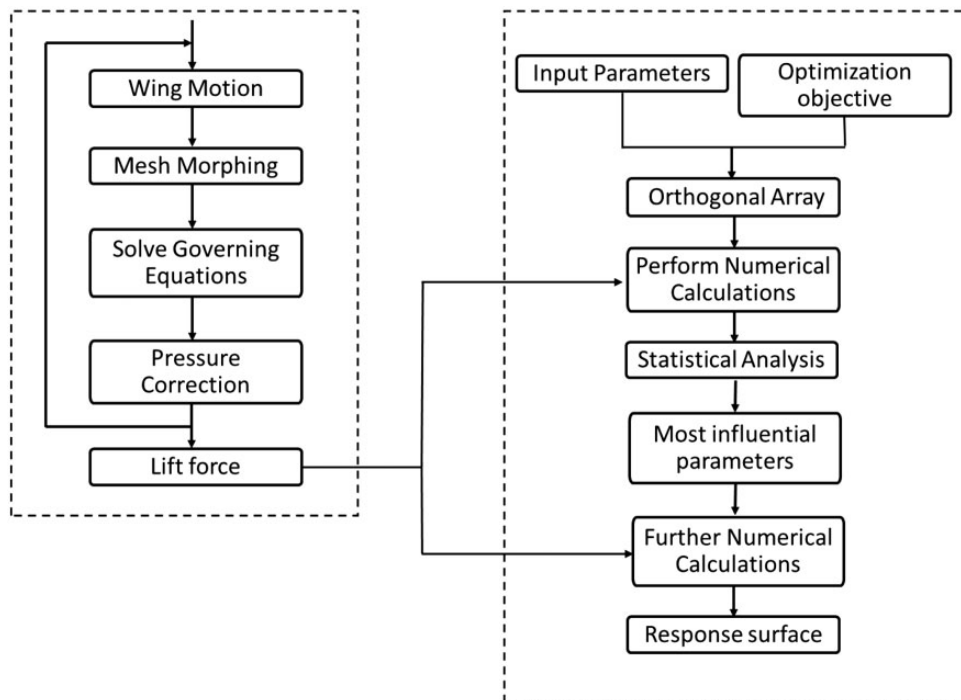 Wing Motion
Mesh Morphing
Solve Governing
Equations
Pressure
Correction
Lift force
Input Parameters
Optimization
objective
Orthogonal Array
Perform Numerical
Calculations
Statistical Analysis
Most influential
parameters
Further Numerical
Calculations
Response surface